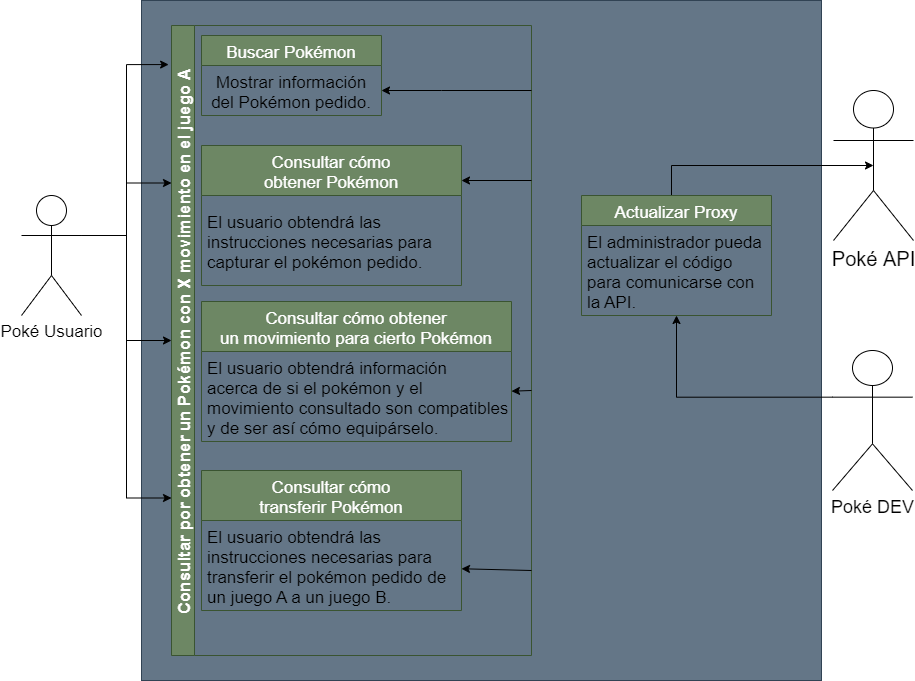 Consultar por obtener un Pokémon con X movimiento en el juego A
Buscar Pokémon
Mostrar información
del Pokémon pedido.
Consultar cómo
obtener Pokémon
El usuario obtendrá las
instrucciones necesarias para
capturar el pokémon pedido.
Consultar cómo obtener
un movimiento para cierto Pokémon
El usuario obtendrá información
acerca de si el pokémon y el
movimiento consultado son compatibles
y de ser así cómo equipárselo.
Consultar cómo
transferir Pokémon
El usuario obtendrá las
instrucciones necesarias para
transferir el pokémon pedido de
un juego A a un juego B.
Actualizar Proxy
El administrador pueda
actualizar el código
para comunicarse con
la API.
Poké Usuario
Poké API
Poké DEV